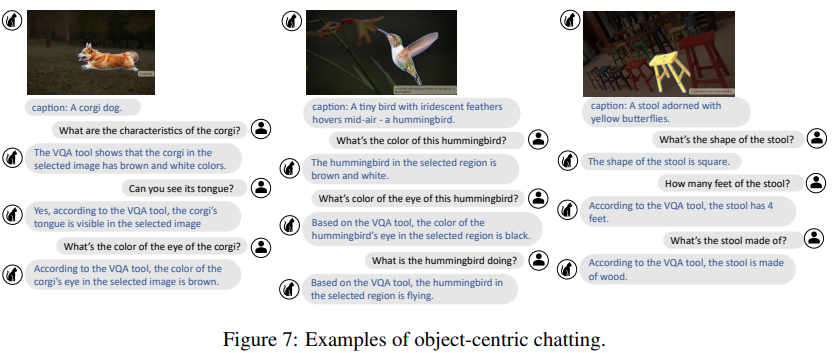 caption: A corgi dog.
What are the characteristics of the corgi?
The VQA tool shows that the corgi in the
selected image has brown and white colors.
Can you see its tongue?
Yes, according to the VQA tool, the corgi's
tongue is visible in the selected image
What's the color of the eye of the corgi?
According to the VQA tool, the color of the
corgi's eye in the selected image is brown.
caption: A tiny bird with iridescent feathers
hovers mid-air - a hummingbird.
What's the color of this hummingbird?
The hummingbird in the selected region is
brown and white.
What's color of the eye of this hummingbird?
Based on the VQA tool, the color of the
hummingbird's eye in the selected region is black.
What is the hummingbird doing?
Based on the VQA tool, the hummingbird in
the selected region is flying.
caption: A stool adorned with
yellow butterflies.
What's the shape of the stool?
The shape of the stool is square.
How many feet of the stool?
According to the VQA tool, the stool has 4
feet.
What's the stool made of?
According to the VQA tool, the stool is made
of wood.
Figure 7: Examples of object-centric chatting.